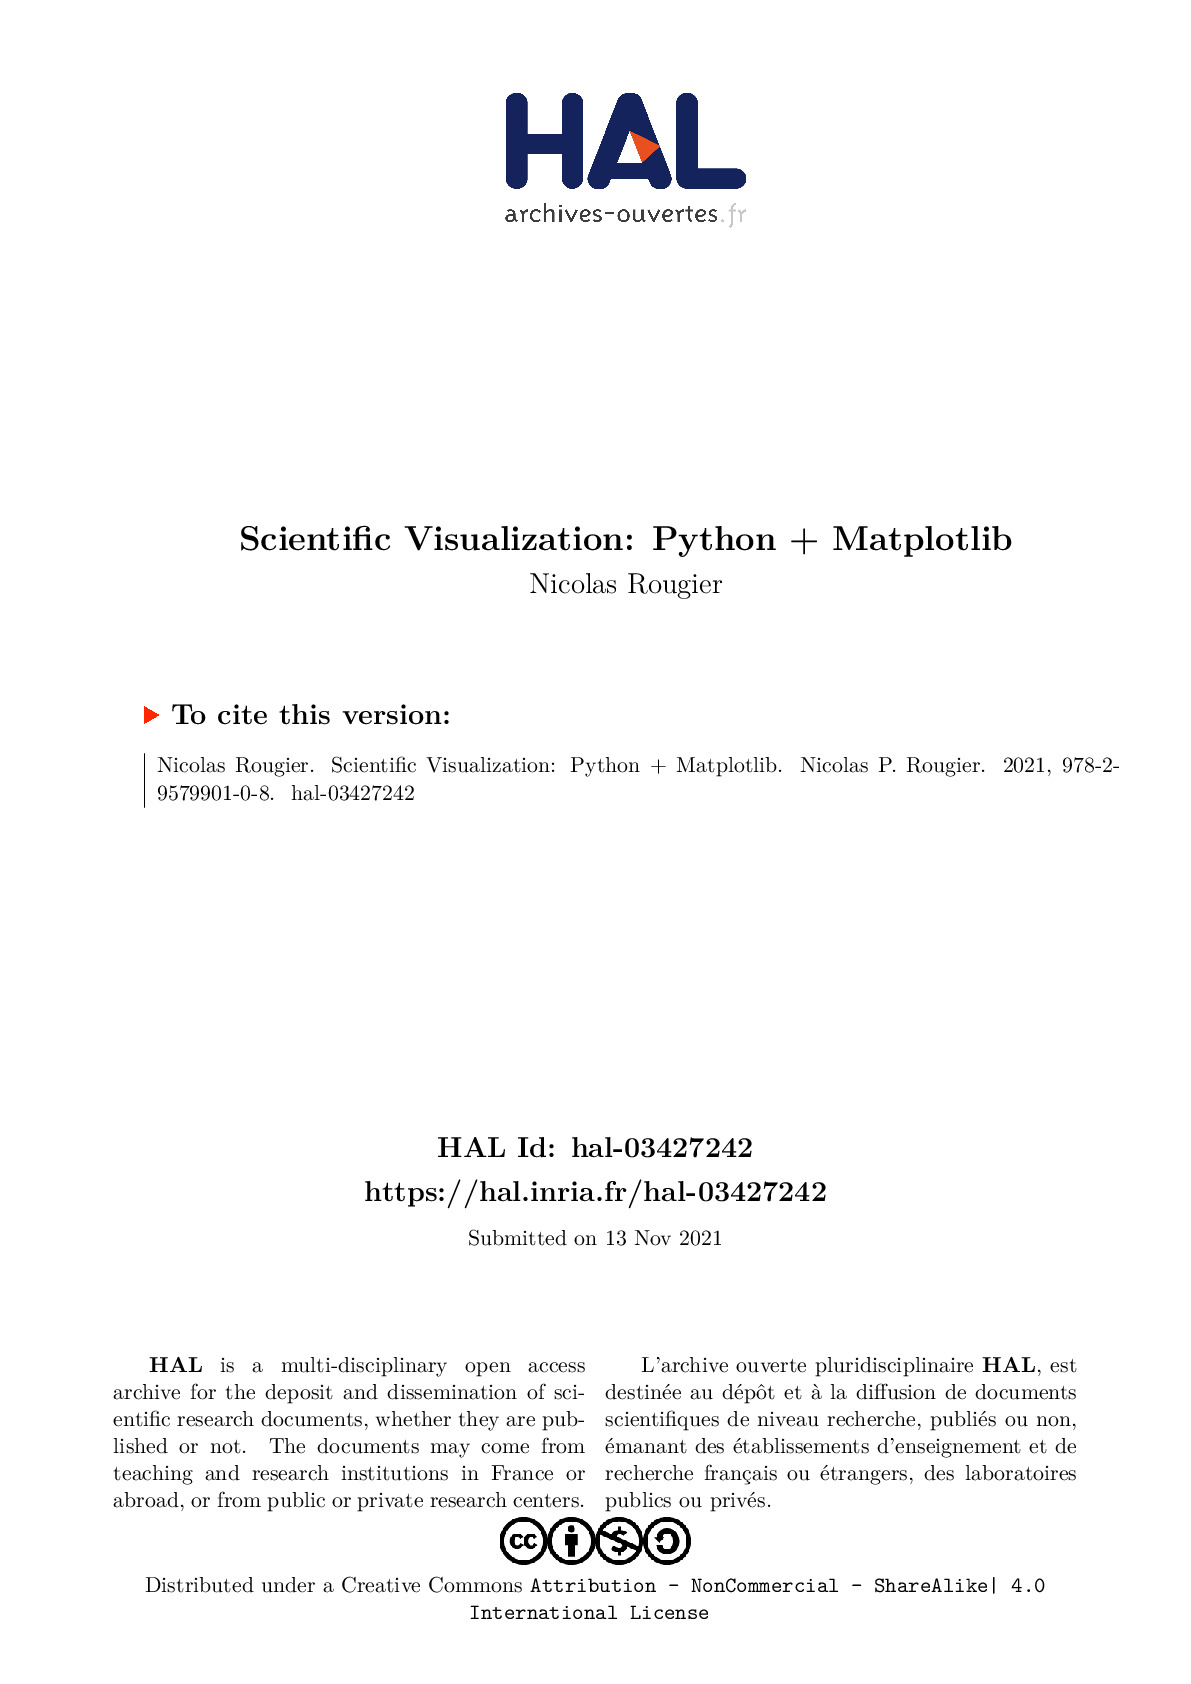 HAL
archives-ouvertes.fr
Scientific Visualization: Python + Matplotlib
Nicolas Rougier
To cite this version:
Nicolas Rougier. Scientific Visualization: Python + Matplotlib. Nicolas P. Rougier. 2021, 978-2-
9579901-0-8. hal-03427242
HAL Id: hal-03427242
https://hal.inria.fr/hal-03427242
Submitted on 13 Nov 2021
HAL is a multi-disciplinary open access
archive for the deposit and dissemination of sci-
entific research documents, whether they are pub-
lished or not. The documents may come from
teaching and research institutions in France or
abroad, or from public or private research centers.
L'archive ouverte pluridisciplinaire HAL, est
destinée au dépôt et à la diffusion de documents
scientifiques de niveau recherche, publiés ou non,
émanant des établissements d'enseignement et de
recherche français ou étrangers, des laboratoires
publics ou privés.
cc
Distributed under a Creative Commons Attribution - NonCommercial - ShareAlike| 4.0
International License